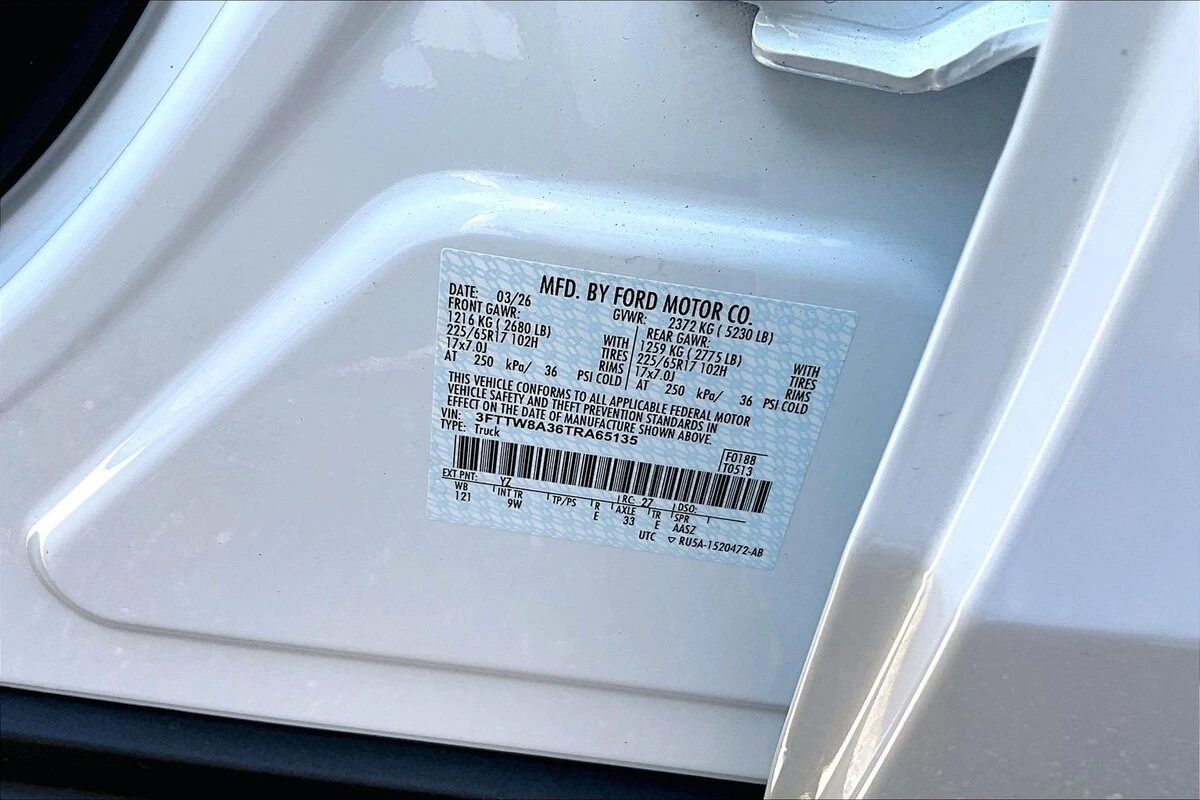 MFD. BY FORD MOTOR CO.
DATE: 03/26 GVWR: 2372 KG ( 5230 LB)
FRONT GAWR: REAR GAWR:
1216 KG ( 2680 LB) WITH 1259 KG ( 2775 LB) WITH
225/65R17 102H TIRES 225/65R17 102H TIRES
17x7.0J RIMS 17x7.0J RIMS
AT 250 kPa/ 36 PSI COLD AT 250 kPa/ 36 PSI COLD
THIS VEHICLE CONFORMS TO ALL APPLICABLE FEDERAL MOTOR
VEHICLE SAFETY AND THEFT PREVENTION STANDARDS IN
EFFECT ON THE DATE OF MANUFACTURE SHOWN ABOVE.
VIN: 3FTTW8A36TRA65135
TYPE: Truck F0188
T0513
EXT PNT: YZ RC: 27 DSO:
WB INT TR TP/PS R AXLE TR SPR
121 9W E 33 E AASZ
UTC ▽ RU5A-1520472-AB